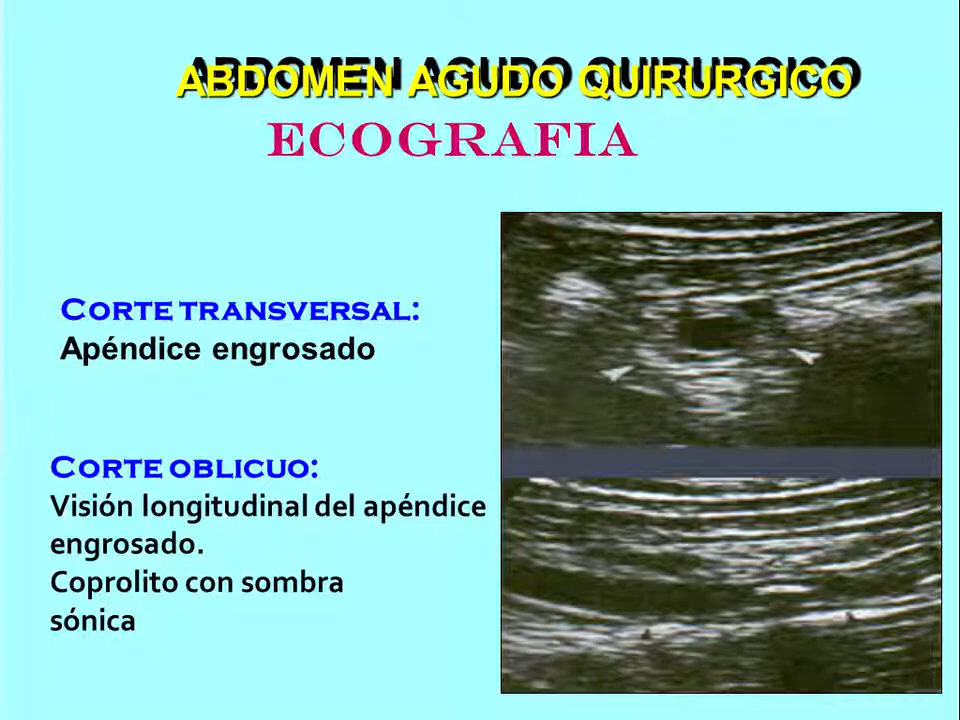 ABDOMEN AGUDO QUIRURGICO
ECOGRAFIA
CORTE TRANSVERSAL:
Apéndice engrosado
CORTE OBLICUO:
Visión longitudinal del apéndice
engrosado.
Coprolito con sombra
sónica